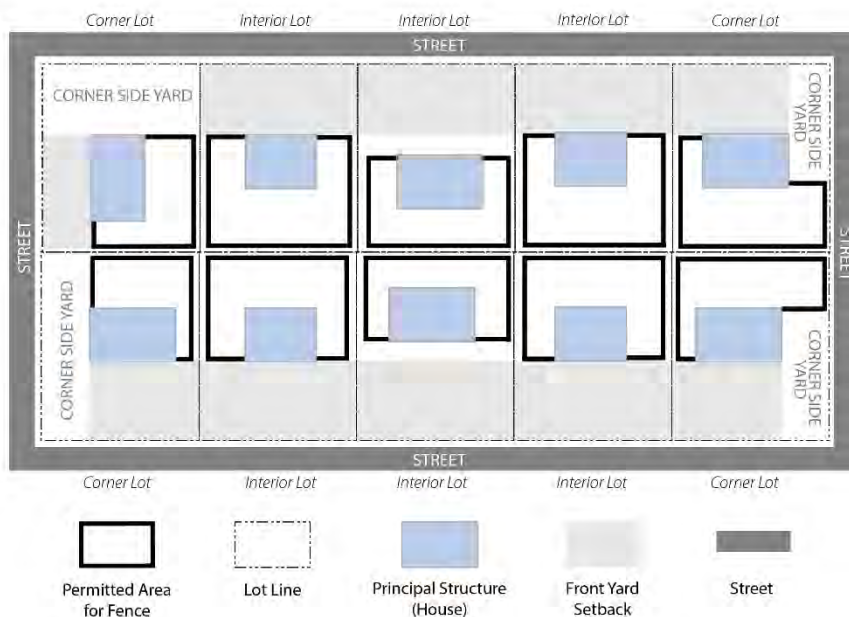 Corner Lot Interior Lot Interior Lot Interior Lot Corner Lot
STREET
CORNER SIDE YARD
CORNER SIDE
YARD
STREET
STREET
CORNER SIDE YARD
CORNER SIDE
YARD
STREET
Corner Lot Interior Lot Interior Lot Interior Lot Corner Lot
Permitted Area
for Fence
Lot Line
Principal Structure
(House)
Front Yard
Setback
Street